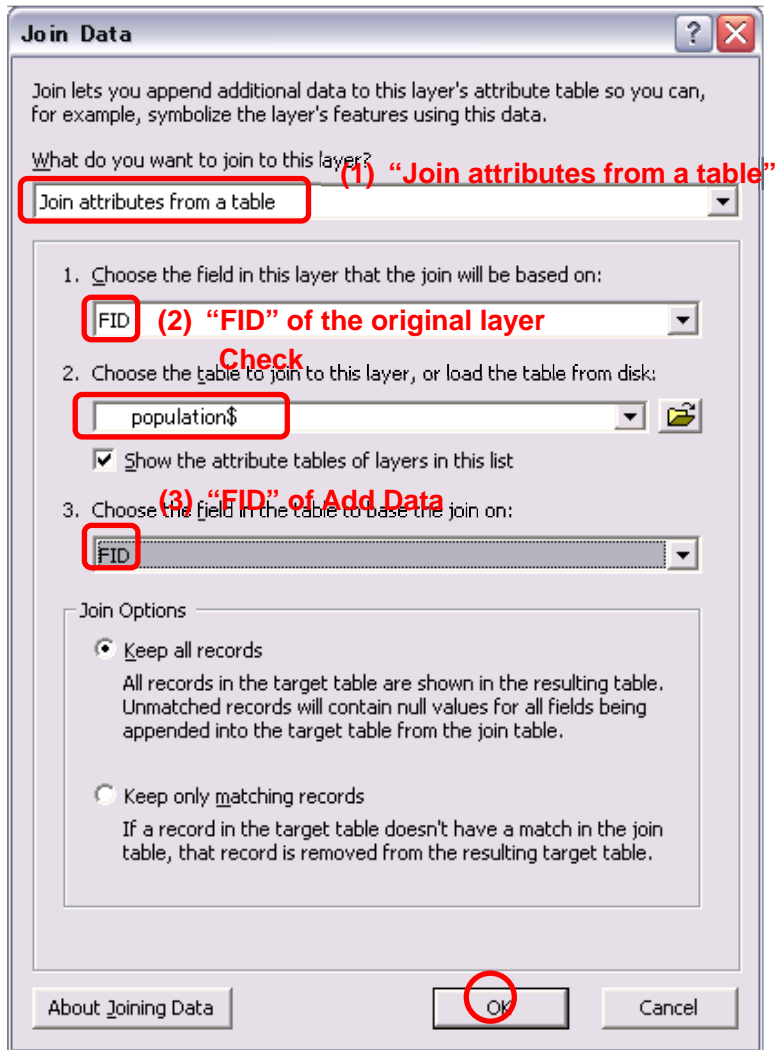 Join Data
Join lets you append additional data to this layer's attribute table so you can,
for example, symbolize the layer's features using this data.
What do you want to join to this layer?
(1) “Join attributes from a table”
Join attributes from a table
1. Choose the field in this layer that the join will be based on:
FID
(2) “FID” of the original layer
Check
2. Choose the table to join to this layer, or load the table from disk:
population$
Show the attribute tables of layers in this list
(3) “FID” of Add Data
3. Choose the field in the table to base the join on:
FID
Join Options
Keep all records
All records in the target table are shown in the resulting table.
Unmatched records will contain null values for all fields being
appended into the target table from the join table.
Keep only matching records
If a record in the target table doesn't have a match in the join
table, that record is removed from the resulting target table.
About Joining Data
OK
Cancel